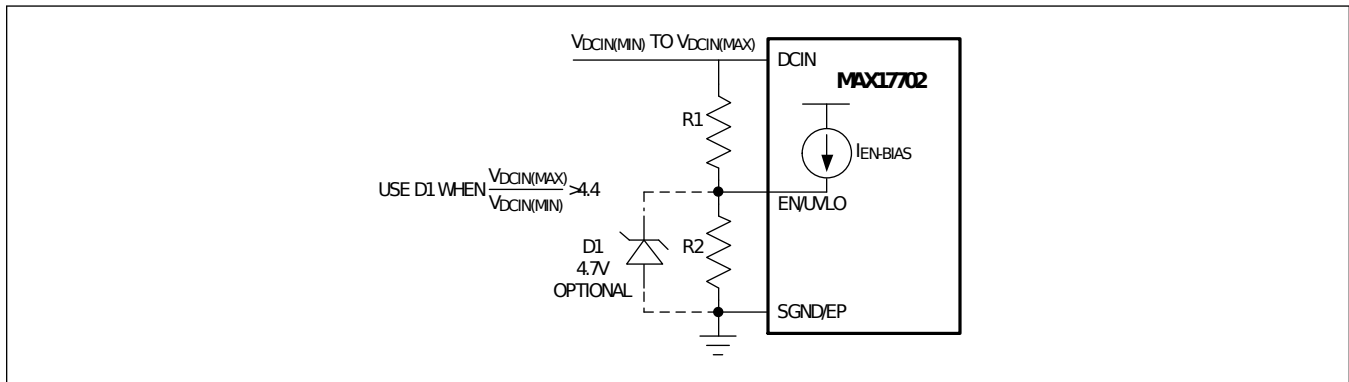 VDCIN(MIN) TO VDCIN(MAX)
DCIN
MAX17702
R1
IEN-BIAS
USE D1 WHEN VDCIN(MAX)/VDCIN(MIN) >4.4
EN/UVLO
D1
4.7V
OPTIONAL
R2
SGND/EP